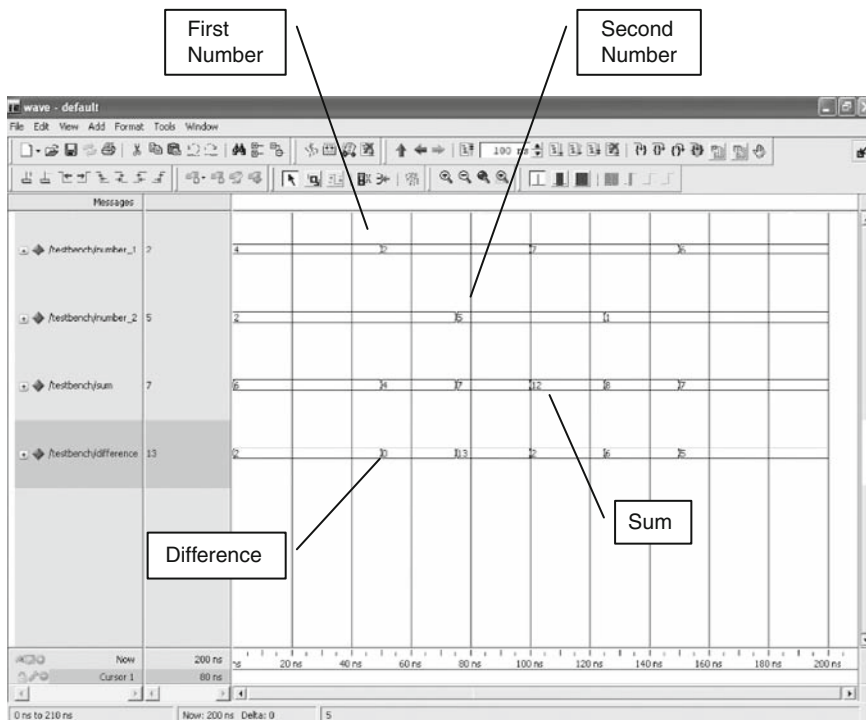 First
Number
Second
Number
wave - default
File Edit View Add Format Tools Window
100 ns
Messages
/testbench/number_1 2 4 2 7 6
/testbench/number_2 5 2 5 1
/testbench/sum 7 6 4 7 12 8 7
/testbench/difference 13 2 0 13 2 6 5
Sum
Difference
Now 200 ns ns 20 ns 40 ns 60 ns 80 ns 100 ns 120 ns 140 ns 160 ns 180 ns 200 ns
Cursor 1 80 ns
0 ns to 210 ns Now: 200 ns Delta: 0 5